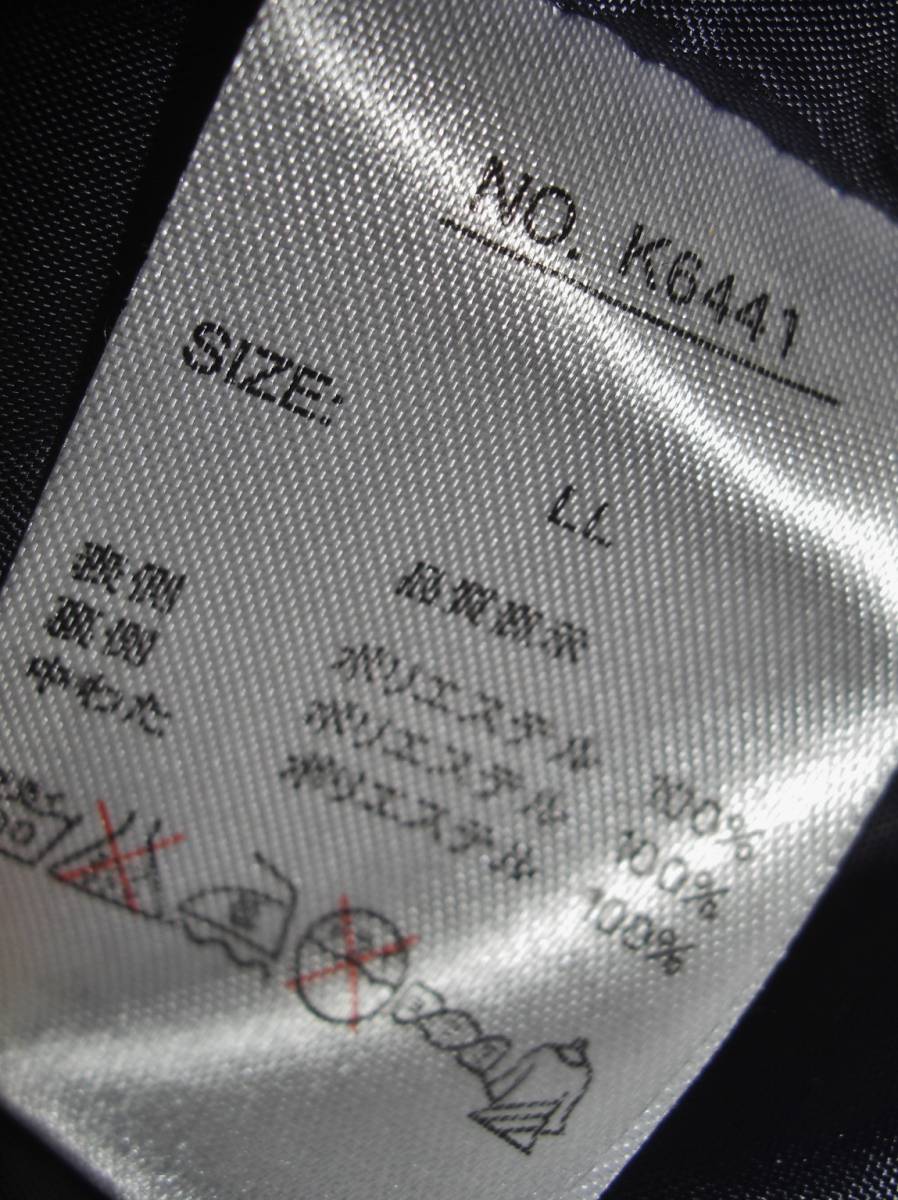 NO. K6441
SIZE:
LL
品質表示
表側 ポリエステル 100%
裏側 ポリエステル 100%
中わた ポリエステル 100%